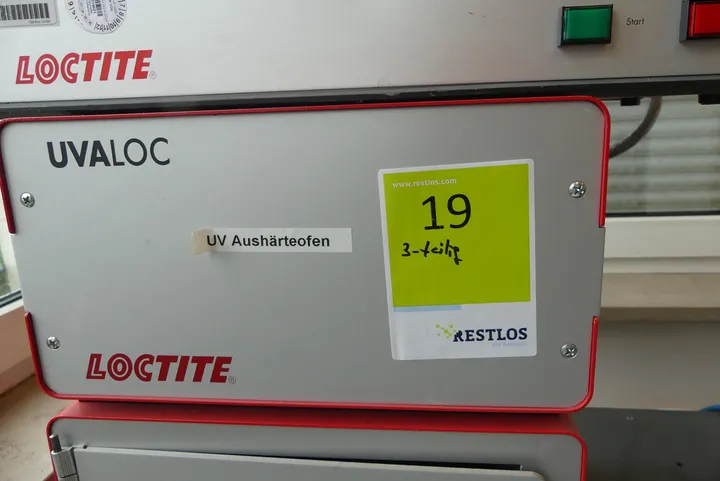 Start
LOCTITE®
UVALOC
UV Aushärteofen
www.restlos.com
19
3-teilig
RESTLOS
LOCTITE®